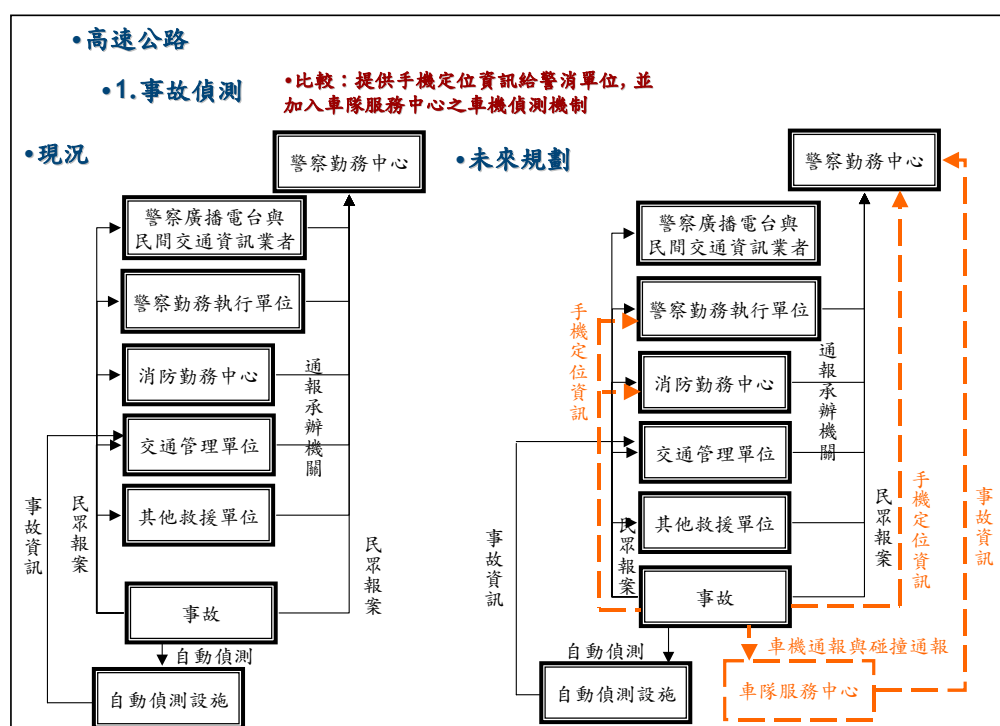 •高速公路
•1.事故偵測
•比較：提供手機定位資訊給警消單位, 並
加入車隊服務中心之車機偵測機制
•現況
警察勤務中心
警察廣播電台與
民間交通資訊業者
警察勤務執行單位
消防勤務中心
通報承辦機關
交通管理單位
其他救援單位
事故資訊
民眾報案
民眾報案
事故
自動偵測
自動偵測設施
•未來規劃
警察勤務中心
警察廣播電台與
民間交通資訊業者
警察勤務執行單位
手機定位資訊
消防勤務中心
通報承辦機關
交通管理單位
其他救援單位
事故資訊
民眾報案
民眾報案
手機定位資訊
事故資訊
事故
自動偵測
車機通報與碰撞通報
自動偵測設施
車隊服務中心